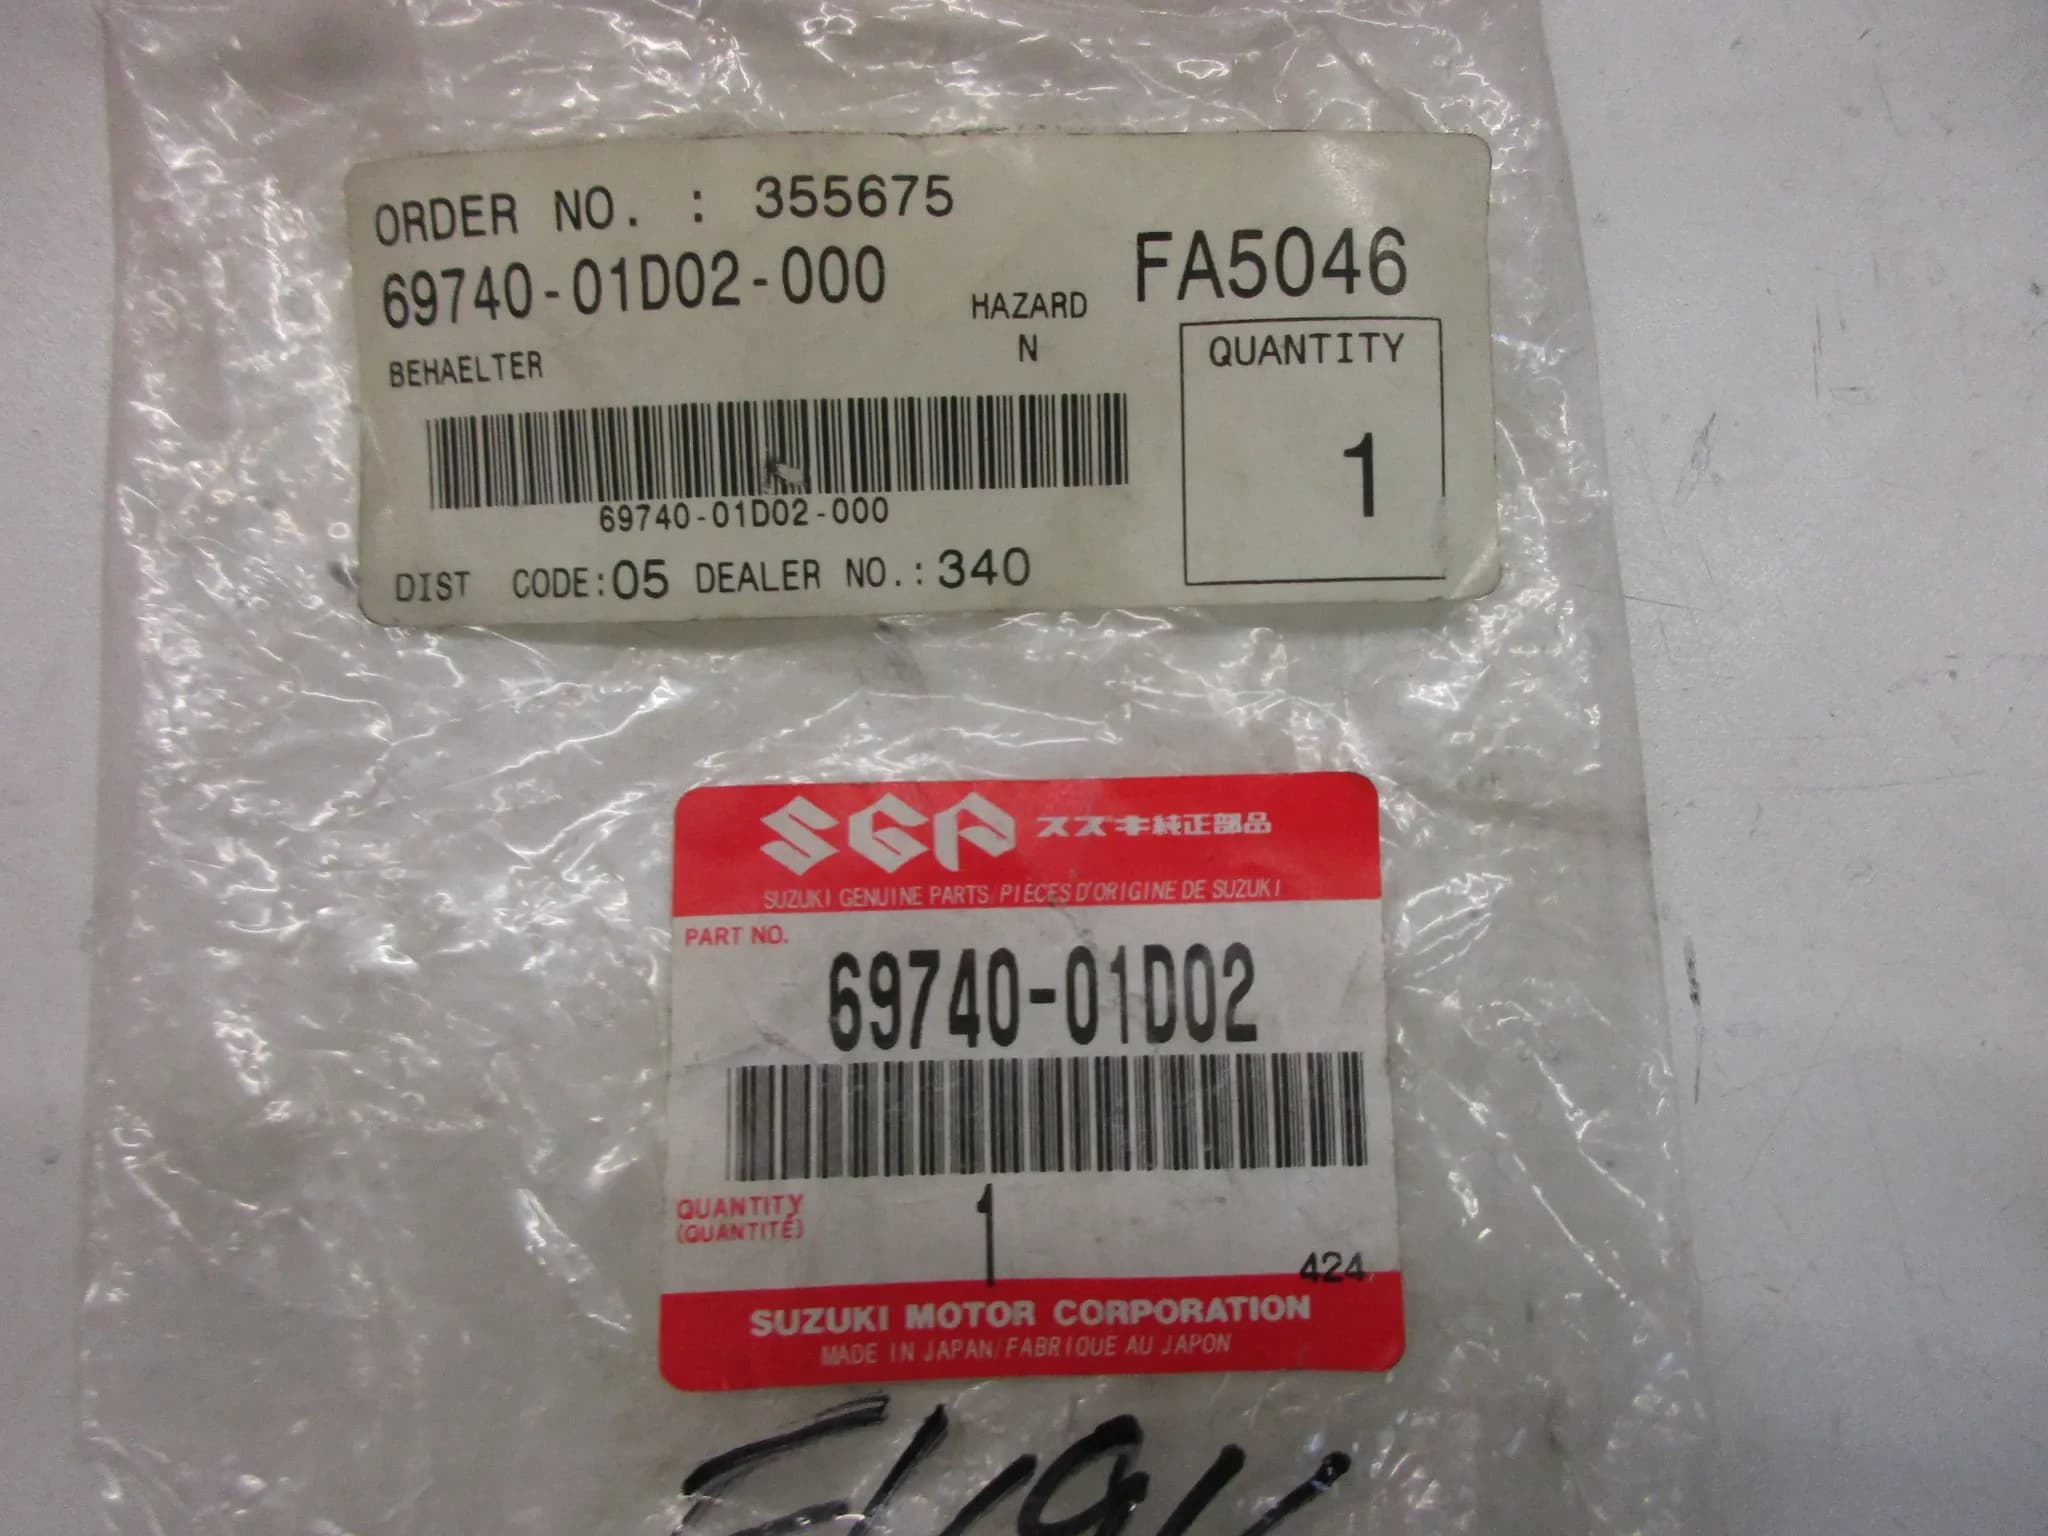 ORDER NO. : 355675
69740-01D02-000
HAZARD
N
FA5046
BEHAELTER
QUANTITY
1
69740-01D02-000
DIST CODE:05 DEALER NO.:340
SGP スズキ純正部品
SUZUKI GENUINE PARTS/PIECES D'ORIGINE DE SUZUKI
PART NO.
69740-01D02
QUANTITY
(QUANTITÉ)
1
424
SUZUKI MOTOR CORPORATION
MADE IN JAPAN/FABRIQUE AU JAPON